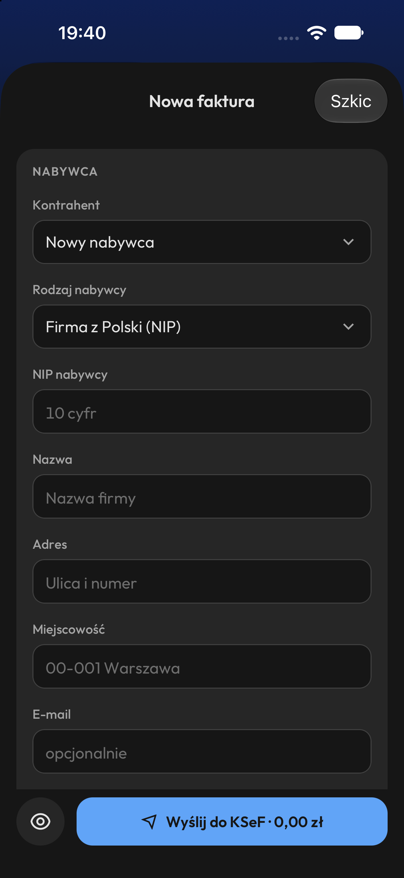 19:40
Nowa faktura
Szkic
NABYWCA
Kontrahent
Nowy nabywca
Rodzaj nabywcy
Firma z Polski (NIP)
NIP nabywcy
10 cyfr
Nazwa
Nazwa firmy
Adres
Ulica i numer
Miejscowość
00-001 Warszawa
E-mail
opcjonalnie
Wyślij do KSeF · 0,00 zł